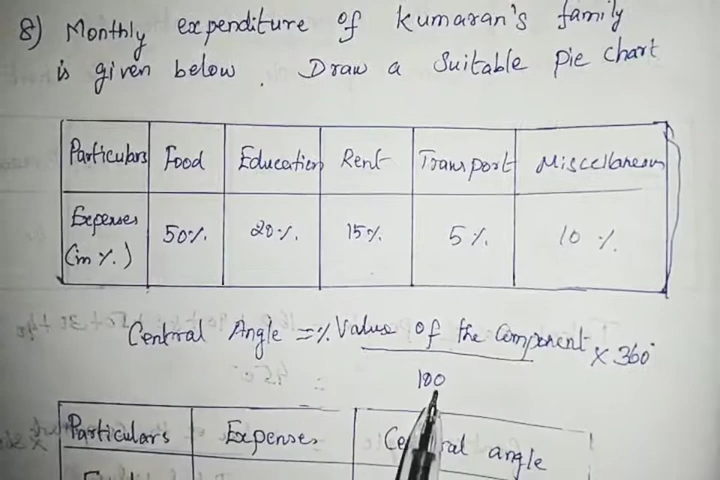 8) Monthly expenditure of Kumaran's family
is given below. Draw a Suitable Pie chart
Particulars Food Education Rent Transport Miscellaneous
Expenses (in %.) 50%. 20%. 15%. 5%. 10%.
Central Angle = % Value of the Component × 360°
100
Particulars Expenses angle